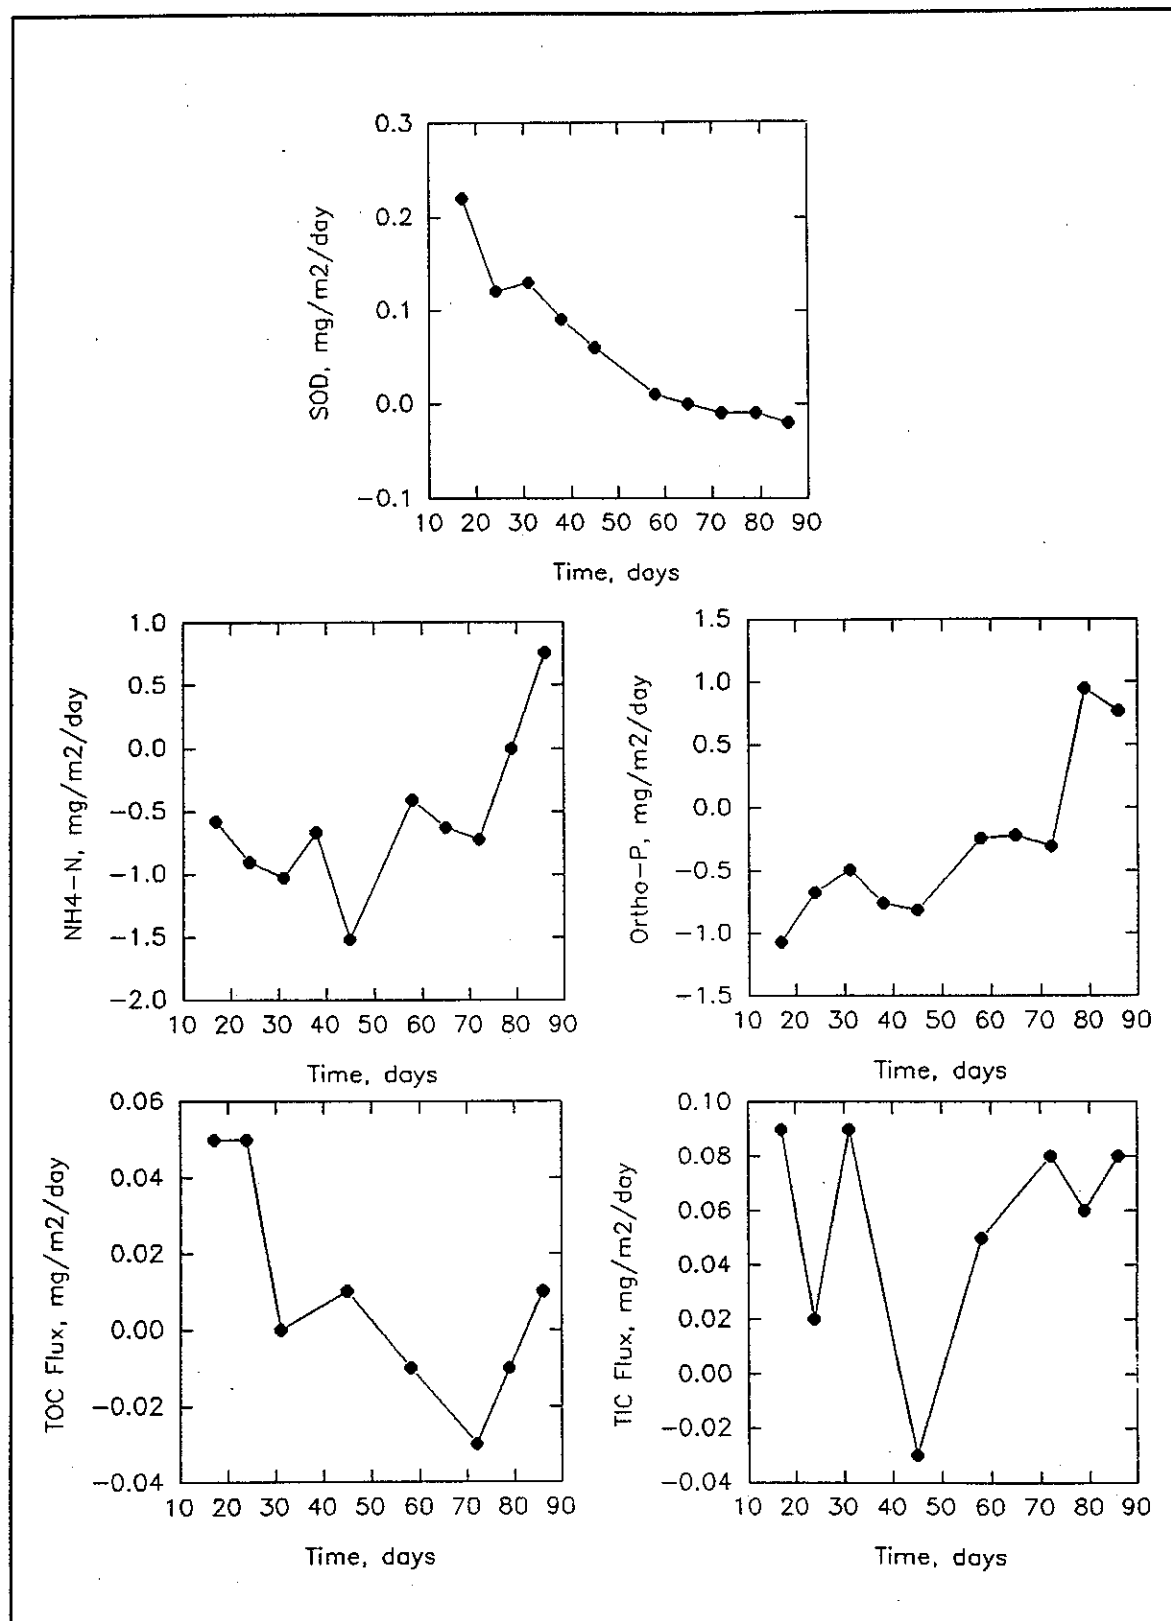 0.3
0.2
0.1
0.0
−0.1
SOD, mg/m2/day
10 20 30 40 50 60 70 80 90
Time, days
1.0
0.5
0.0
−0.5
−1.0
−1.5
−2.0
NH4−N, mg/m2/day
10 20 30 40 50 60 70 80 90
Time, days
1.5
1.0
0.5
0.0
−0.5
−1.0
−1.5
Ortho−P, mg/m2/day
10 20 30 40 50 60 70 80 90
Time, days
0.06
0.04
0.02
0.00
−0.02
−0.04
TOC Flux, mg/m2/day
10 20 30 40 50 60 70 80 90
Time, days
0.10
0.08
0.06
0.04
0.02
0.00
−0.02
−0.04
TIC Flux, mg/m2/day
10 20 30 40 50 60 70 80 90
Time, days